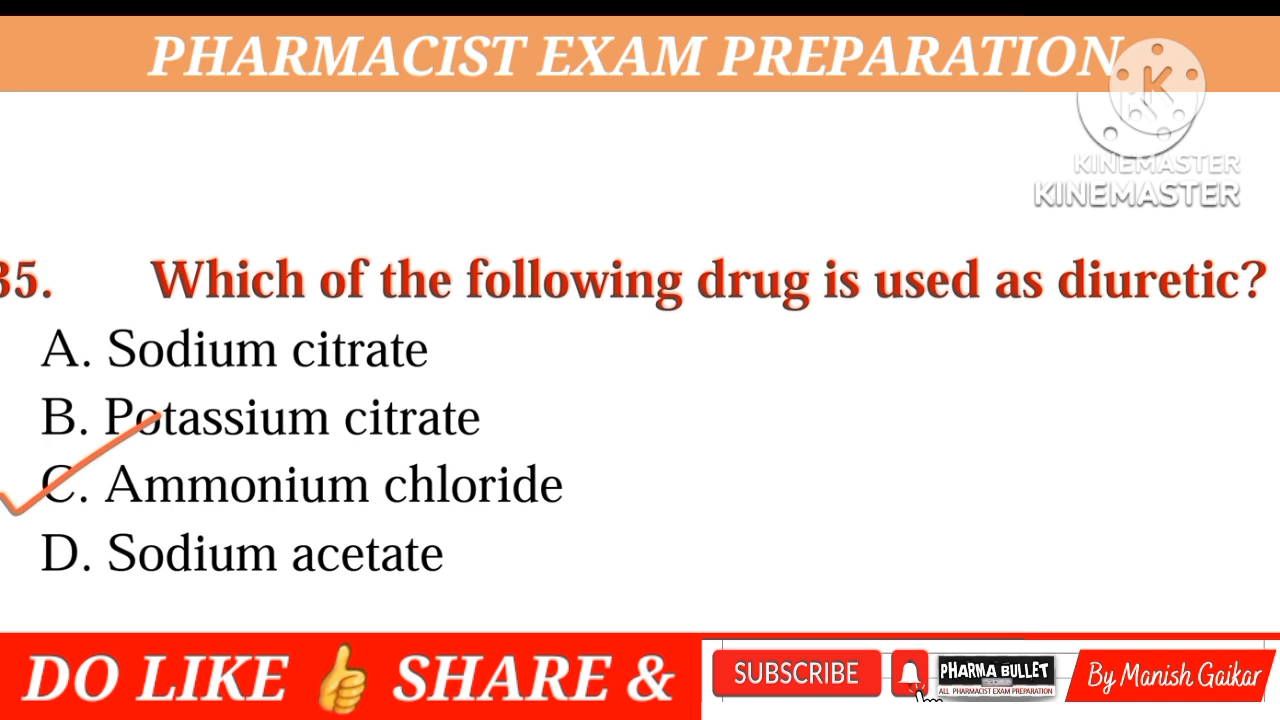 PHARMACIST EXAM PREPARATION
K
KINEMASTER
KINEMASTER
35. Which of the following drug is used as diuretic?
A. Sodium citrate
B. Potassium citrate
C. Ammonium chloride
D. Sodium acetate
DO LIKE 👍 SHARE &
SUBSCRIBE
PHARMA BULLET
ALL PHARMACIST EXAM PREPARATION
By Manish Gaikar